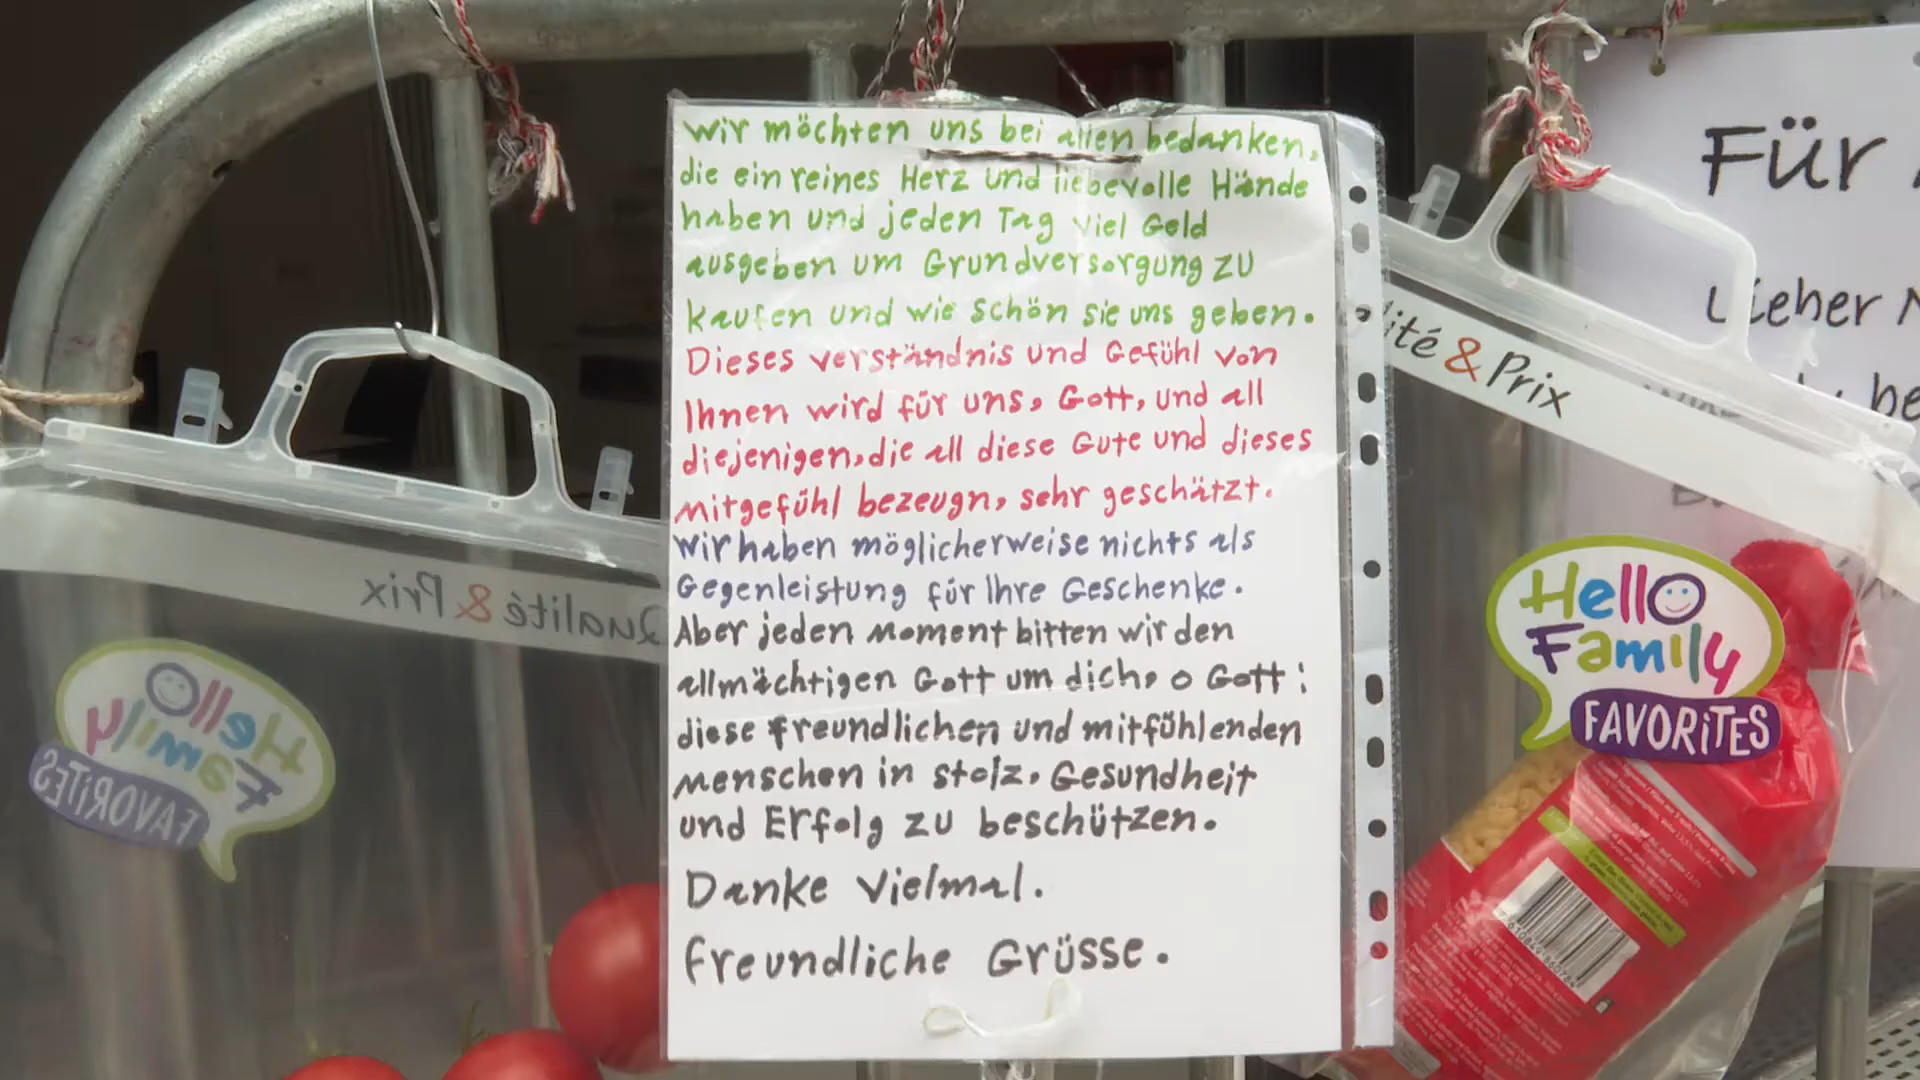 wir möchten uns bei allen bedanken,
die ein reines Herz und liebevolle Hände
haben und jeden Tag viel Geld
ausgeben um Grundversorgung zu
kaufen und wie schön sie uns geben.
Dieses verständnis und Gefühl von
Ihnen wird für uns, Gott, und all
diejenigen, die all diese Gute und dieses
mitgefühl bezeugn, sehr geschätzt.
wir haben möglicherweise nichts als
Gegenleistung für Ihre Geschenke.
Aber jeden moment bitten wir den
allmächtigen Gott um dich, o Gott:
diese freundlichen und mitfühlenden
menschen in stolz, Gesundheit
und Erfolg zu beschützen.
Danke vielmal.
freundliche Grüsse.
Qualité & Prix
Hello
Family
FAVORITES
lité & Prix
Hello
Family
FAVORITES
Für
Lieber
be